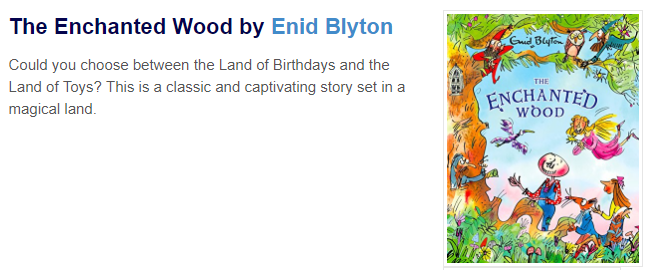 The Enchanted Wood by Enid Blyton
Could you choose between the Land of Birthdays and the
Land of Toys? This is a classic and captivating story set in a
magical land.
Enid Blyton
THE
ENCHANTED
WOOD